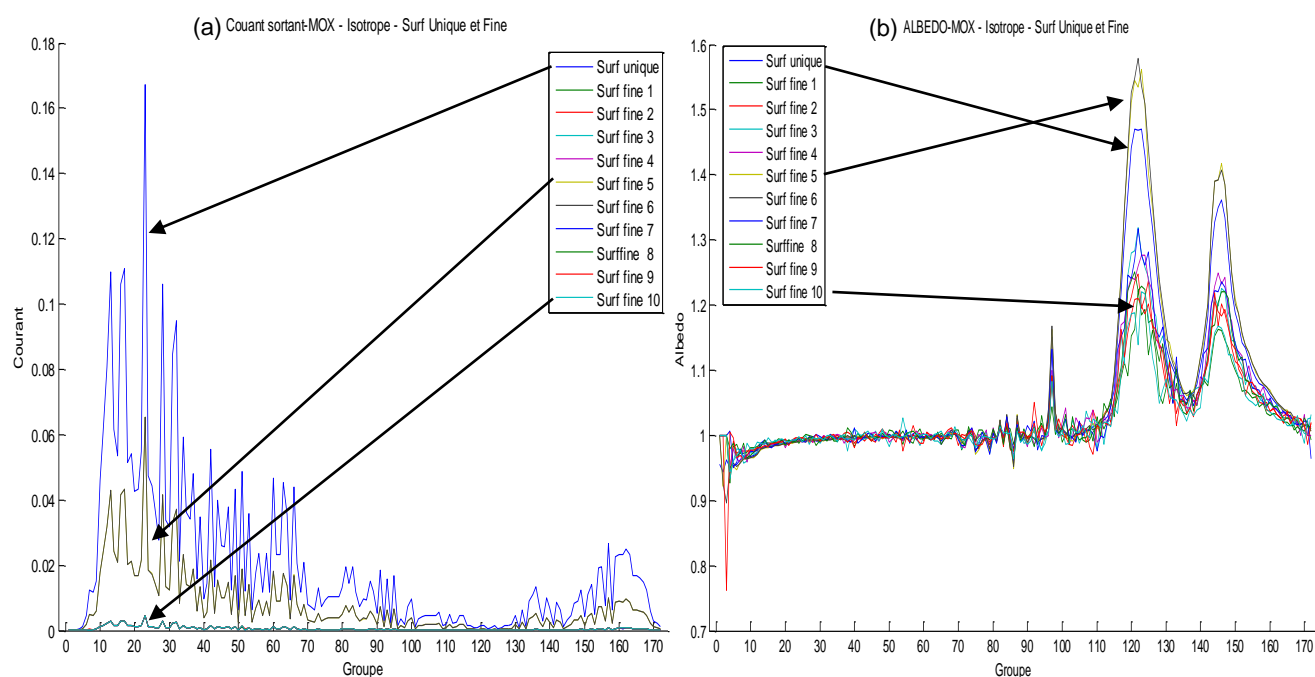 (a) Couant sortant-MOX - Isotrope - Surf Unique et Fine
0.18
0.16
0.14
0.12
0.1
0.08
0.06
0.04
0.02
0
Courant
0 10 20 30 40 50 60 70 80 90 100 110 120 130 140 150 160 170
Groupe
Surf unique
Surf fine 1
Surf fine 2
Surf fine 3
Surf fine 4
Surf fine 5
Surf fine 6
Surf fine 7
Surffine 8
Surf fine 9
Surf fine 10
(b) ALBEDO-MOX - Isotrope - Surf Unique et Fine
1.6
1.5
1.4
1.3
1.2
1.1
1
0.9
0.8
0.7
Albedo
0 10 20 30 40 50 60 70 80 90 100 110 120 130 140 150 160 170
Groupe
Surf unique
Surf fine 1
Surf fine 2
Surf fine 3
Surf fine 4
Surf fine 5
Surf fine 6
Surf fine 7
Surffine 8
Surf fine 9
Surf fine 10